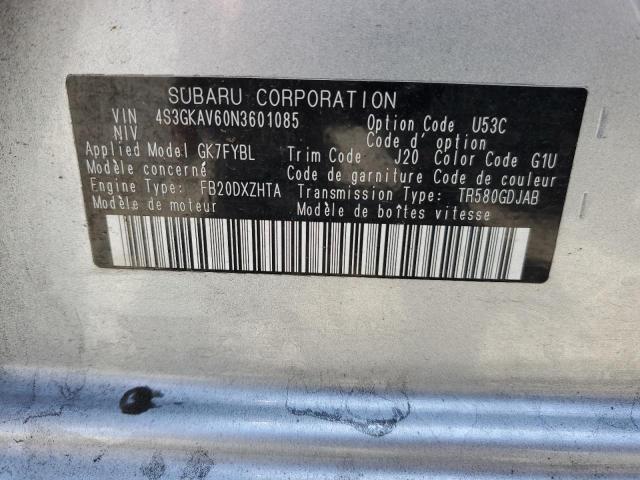 SUBARU CORPORATION
VIN 4S3GKAV60N3601085 Option Code U53C
NIV Code d' option
Applied Model GK7FYBL Trim Code J20 Color Code G1U
Modèle concerné Code de garniture Code de couleur
Engine Type: FB20DXZHTA Transmission Type: TR580GDJAB
Modèle de moteur Modèle de boîtes vitesse